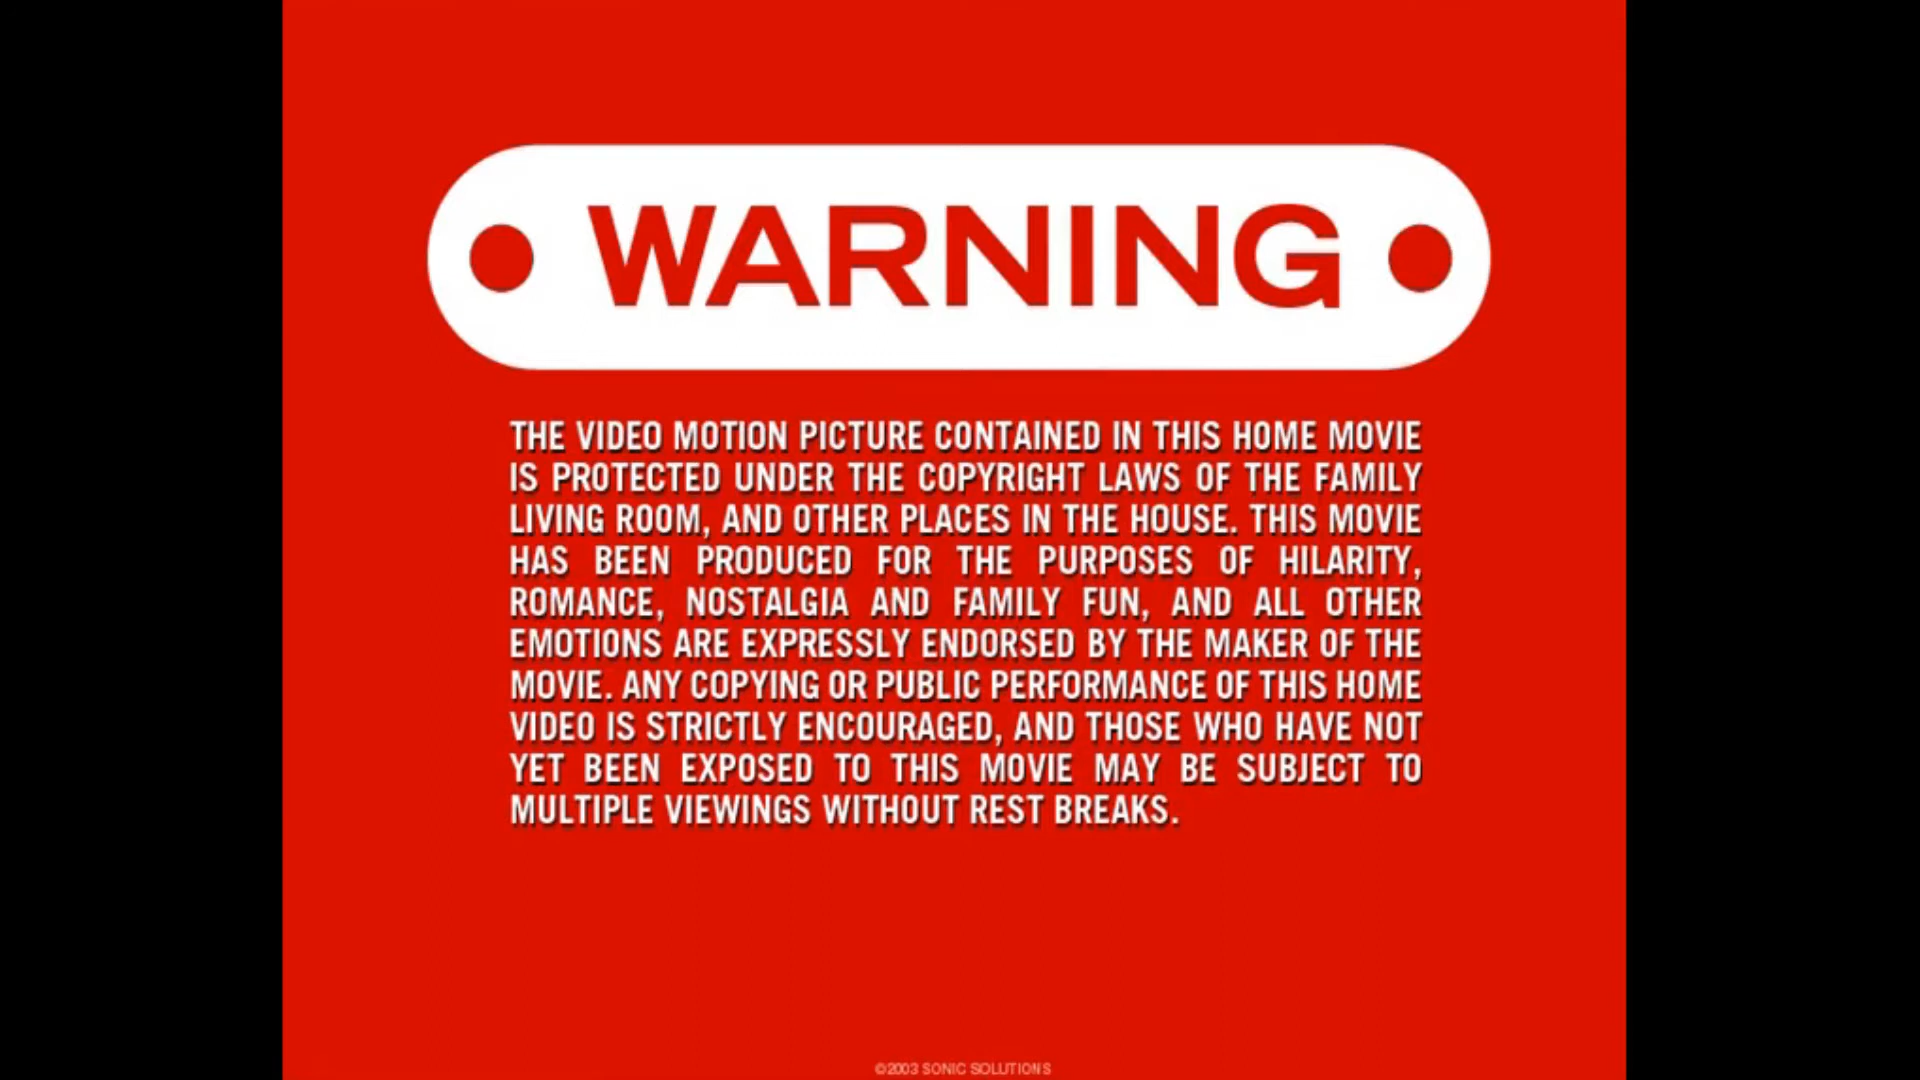 WARNING
THE VIDEO MOTION PICTURE CONTAINED IN THIS HOME MOVIE
IS PROTECTED UNDER THE COPYRIGHT LAWS OF THE FAMILY
LIVING ROOM, AND OTHER PLACES IN THE HOUSE. THIS MOVIE
HAS BEEN PRODUCED FOR THE PURPOSES OF HILARITY,
ROMANCE, NOSTALGIA AND FAMILY FUN, AND ALL OTHER
EMOTIONS ARE EXPRESSLY ENDORSED BY THE MAKER OF THE
MOVIE. ANY COPYING OR PUBLIC PERFORMANCE OF THIS HOME
VIDEO IS STRICTLY ENCOURAGED, AND THOSE WHO HAVE NOT
YET BEEN EXPOSED TO THIS MOVIE MAY BE SUBJECT TO
MULTIPLE VIEWINGS WITHOUT REST BREAKS.
©2003 SONIC SOLUTIONS